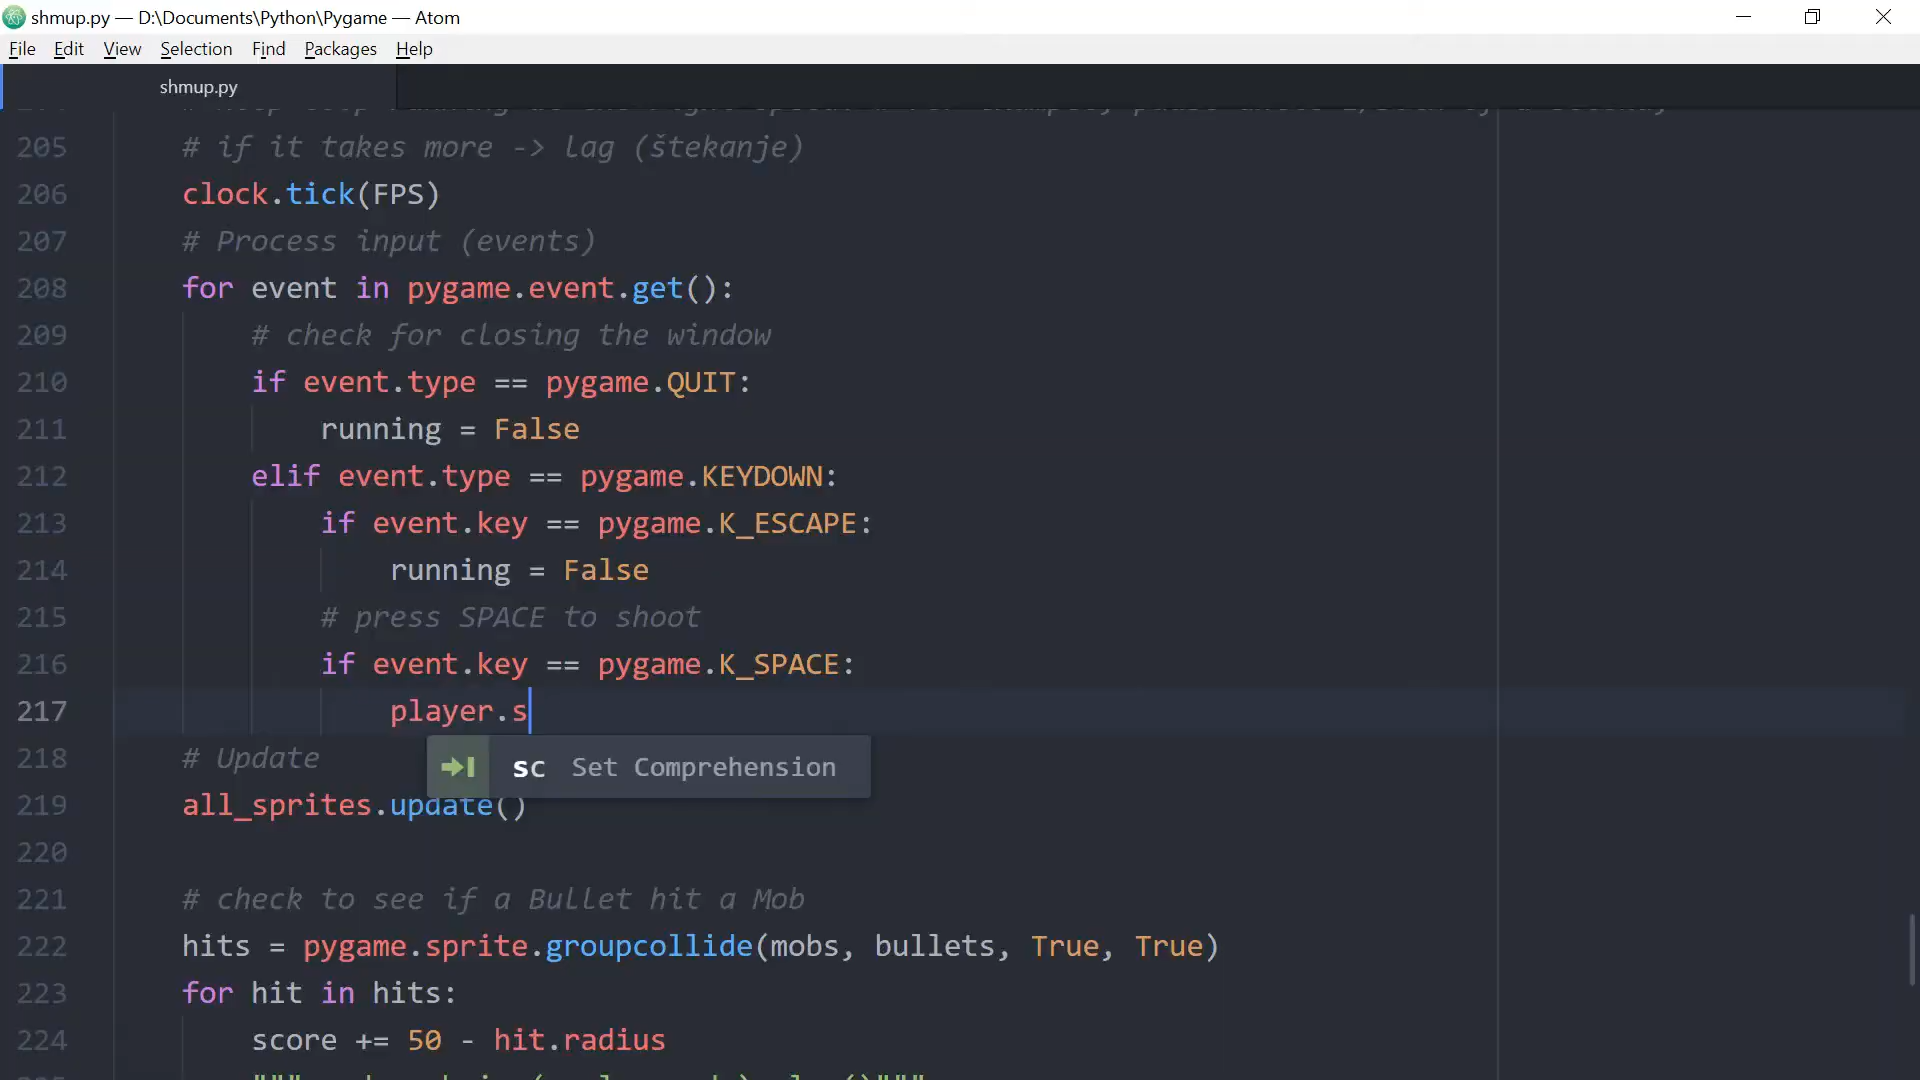 shmup.py — D:\Documents\Python\Pygame — Atom
File Edit View Selection Find Packages Help
shmup.py
205 # if it takes more -> lag (štekanje)
206 clock.tick(FPS)
207 # Process input (events)
208 for event in pygame.event.get():
209 # check for closing the window
210 if event.type == pygame.QUIT:
211 running = False
212 elif event.type == pygame.KEYDOWN:
213 if event.key == pygame.K_ESCAPE:
214 running = False
215 # press SPACE to shoot
216 if event.key == pygame.K_SPACE:
217 player.s
218 # Update
sc Set Comprehension
219 all_sprites.update()
220
221 # check to see if a Bullet hit a Mob
222 hits = pygame.sprite.groupcollide(mobs, bullets, True, True)
223 for hit in hits:
224 score += 50 - hit.radius